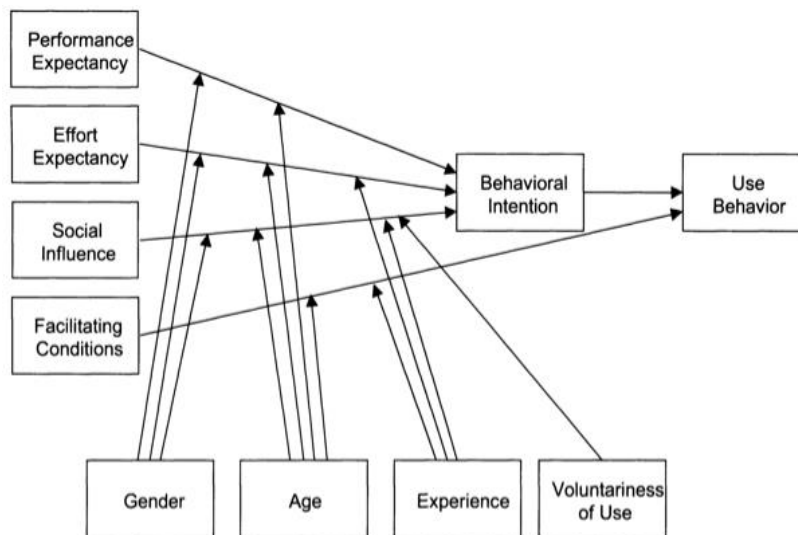 Performance
Expectancy
Effort
Expectancy
Social
Influence
Facilitating
Conditions
Behavioral
Intention
Use
Behavior
Gender
Age
Experience
Voluntariness
of Use